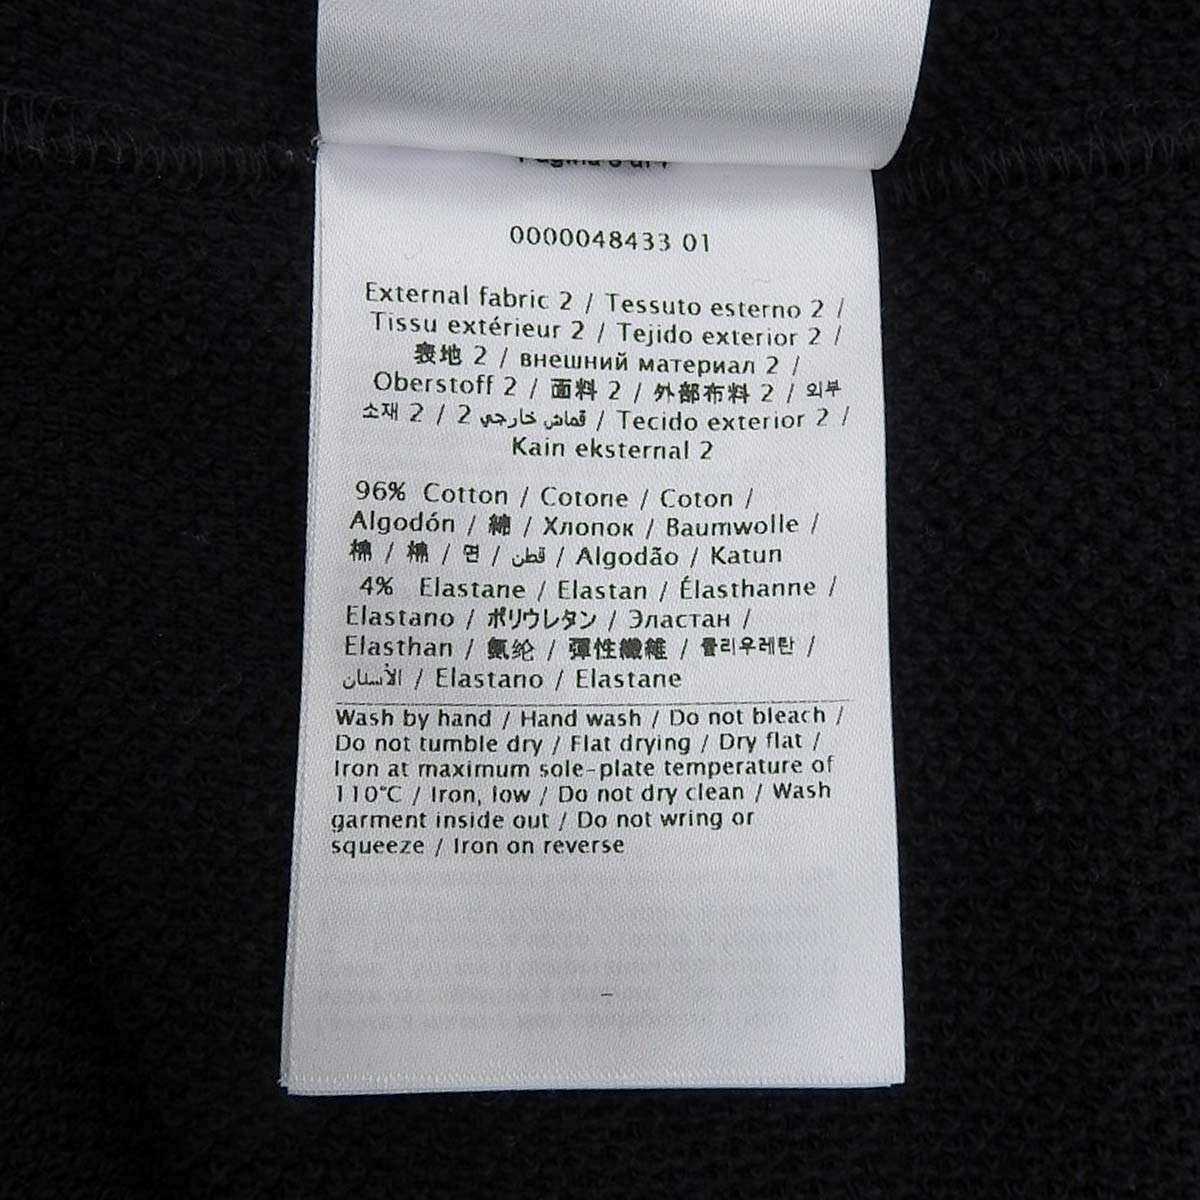 0000048433 01
External fabric 2 / Tessuto esterno 2 /
Tissu extérieur 2 / Tejido exterior 2 /
表地 2 / внешний материал 2 /
Oberstoff 2 / 面料 2 / 外部布料 2 / 외부
소재 2 / 2 قماش خارجي / Tecido exterior 2 /
Kain eksternal 2
96% Cotton / Cotone / Coton /
Algodón / 綿 / Хлопок / Baumwolle /
棉 / 棉 / 면 / قطن / Algodão / Katun
4% Elastane / Elastan / Élasthanne /
Elastano / ポリウレタン / Эластан /
Elasthan / 氨纶 / 彈性纖維 / 폴리우레탄 /
الأسنان / Elastano / Elastane
Wash by hand / Hand wash / Do not bleach /
Do not tumble dry / Flat drying / Dry flat /
Iron at maximum sole-plate temperature of
110°C / Iron, low / Do not dry clean / Wash
garment inside out / Do not wring or
squeeze / Iron on reverse